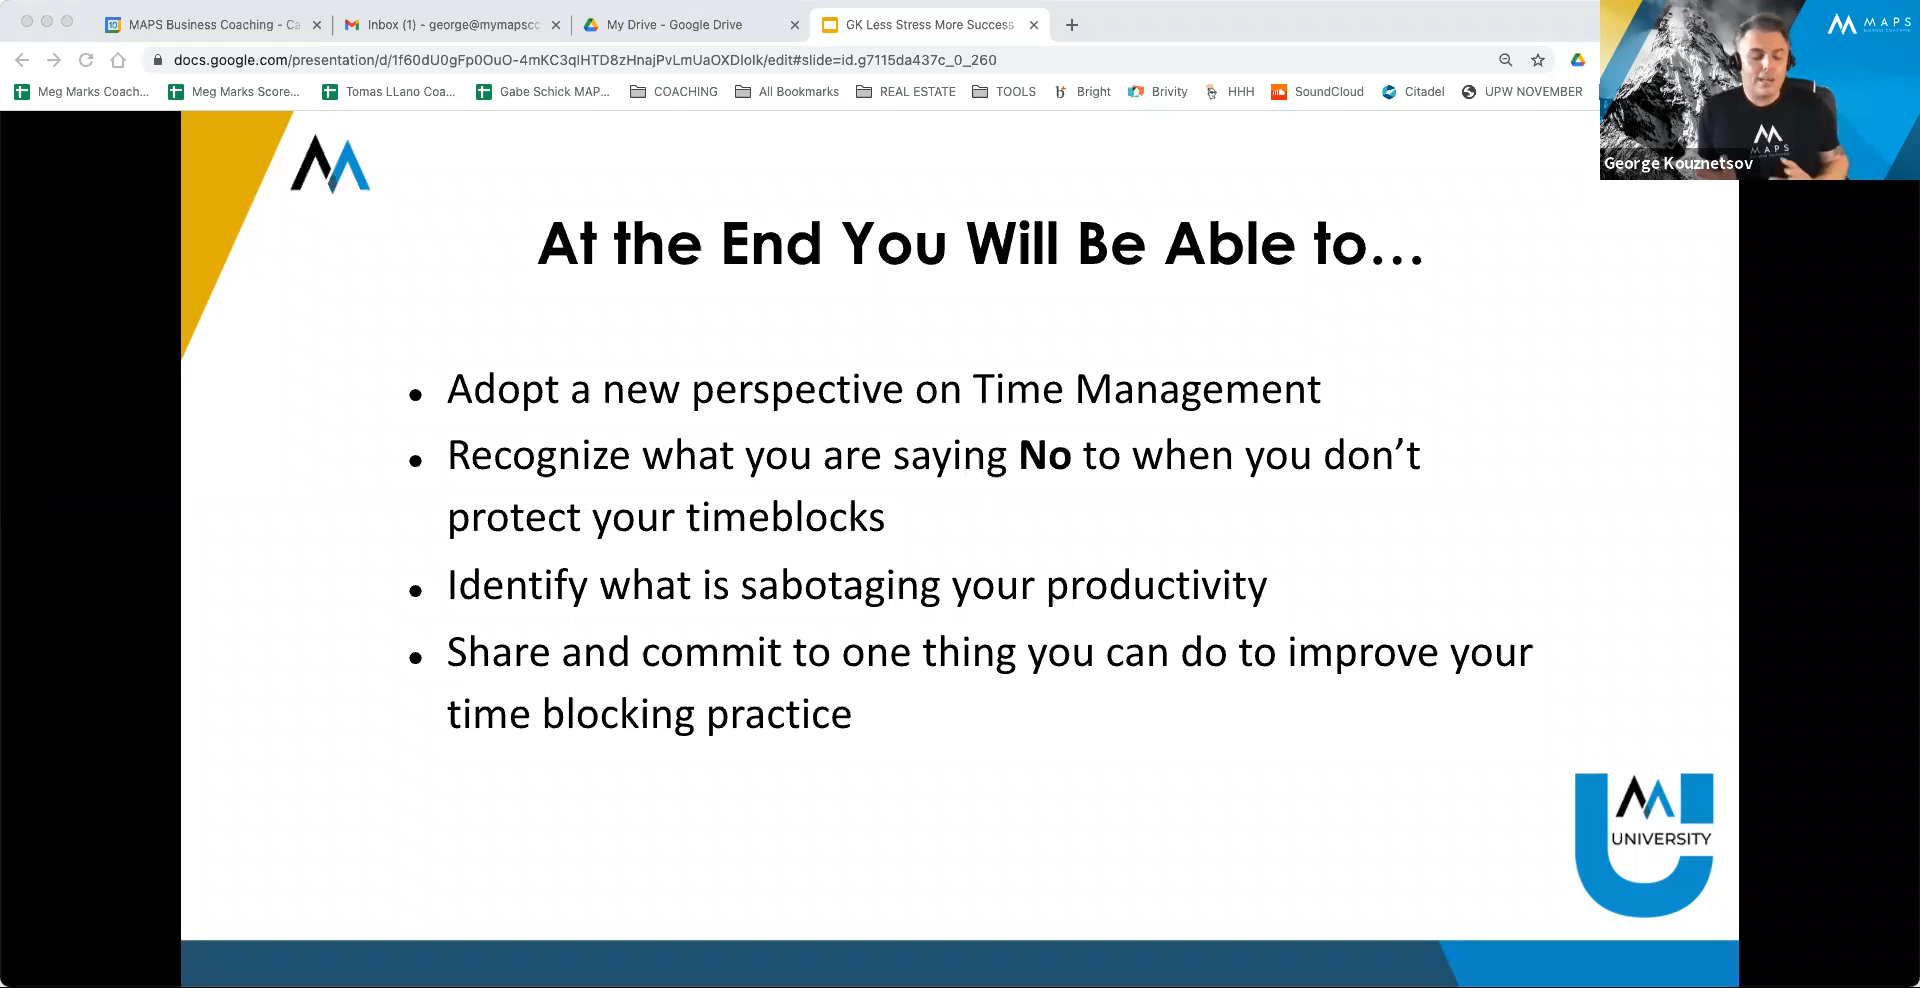 MAPS Business Coaching - Ca
Inbox (1) - george@mymapscc
My Drive - Google Drive
GK Less Stress More Success
docs.google.com/presentation/d/1f60dU0gFp0OuO-4mKC3qlHTD8zHnajPvLmUaOXDloIk/edit#slide=id.g7115da437c_0_260
Meg Marks Coach...
Meg Marks Score...
Tomas LLano Coa...
Gabe Schick MAP...
COACHING
All Bookmarks
REAL ESTATE
TOOLS
Bright
Brivity
HHH
SoundCloud
Citadel
UPW NOVEMBER
MAPS
MAPS
George Kouznetsov
At the End You Will Be Able to...
• Adopt a new perspective on Time Management
• Recognize what you are saying No to when you don’t
protect your timeblocks
• Identify what is sabotaging your productivity
• Share and commit to one thing you can do to improve your
time blocking practice
UNIVERSITY